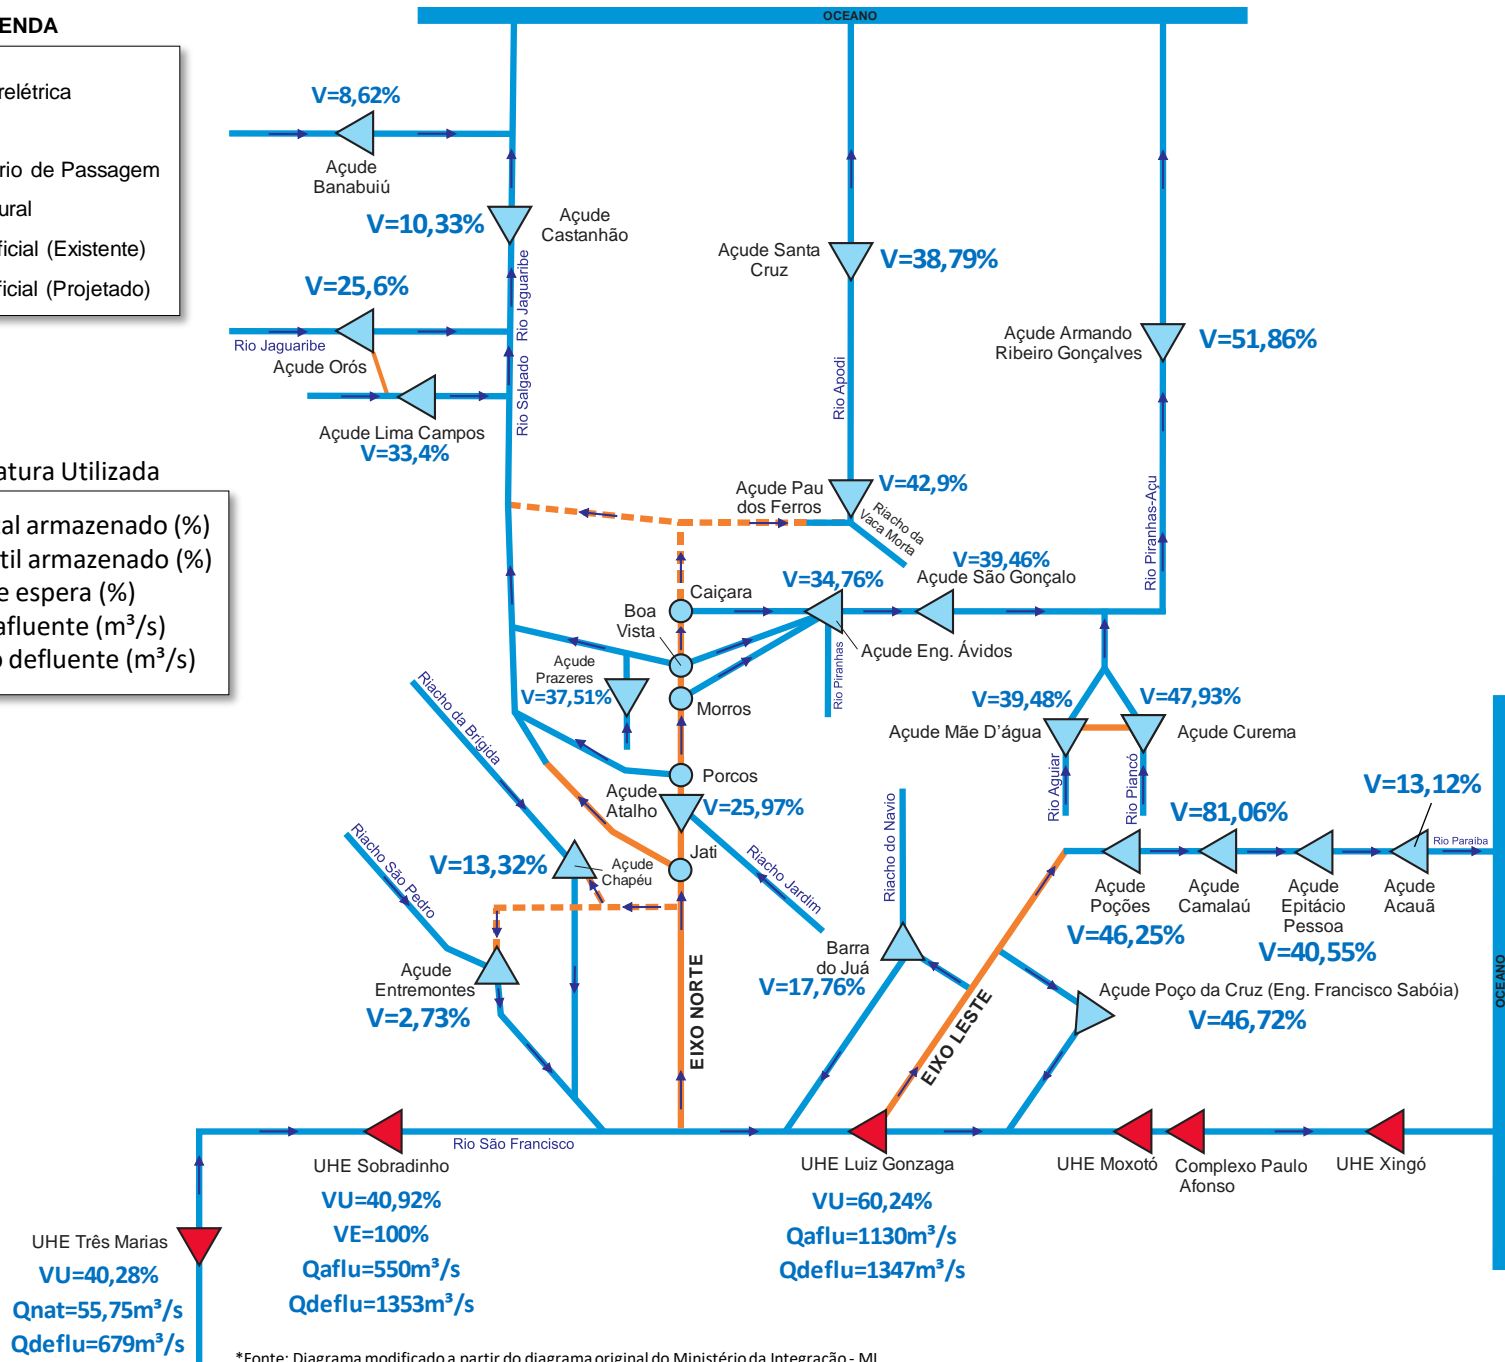 OCEANO
ENDA
relétrica
rio de Passagem
ural
ficial (Existente)
ficial (Projetado)
V=8,62%
Açude
Banabuiú
V=10,33%
Açude
Castanhão
Açude Santa
Cruz
V=38,79%
V=25,6%
Rio Jaguaribe
Rio Jaguaribe
Açude Orós
Açude Armando
Ribeiro Gonçalves
V=51,86%
Rio Salgado
Rio Apodi
Açude Lima Campos
V=33,4%
atura Utilizada
tal armazenado (%)
til armazenado (%)
e espera (%)
afluente (m³/s)
o defluente (m³/s)
Açude Pau
dos Ferros
V=42,9%
Riacho da
Vaca Morta
Rio Piranhas-Açu
V=39,46%
Açude São Gonçalo
V=34,76%
Caiçara
Boa
Vista
Açude Eng. Ávidos
Açude
Prazeres
V=37,51%
Rio Piranhas
Morros
Riacho da Brígida
V=39,48%
V=47,93%
Açude Mãe D'água
Açude Curema
Porcos
Açude
Atalho
V=25,97%
Rio Aguiar
Rio Piancó
V=13,12%
V=81,06%
Riacho do Navio
Rio Paraíba
Riacho São Pedro
V=13,32%
Açude
Chapéu
Jati
Riacho Jardim
Açude
Poções
V=46,25%
Açude
Camalaú
Açude
Epitácio
Pessoa
V=40,55%
Açude
Acauã
Barra
do Juá
V=17,76%
Açude
Entremontes
V=2,73%
EIXO NORTE
EIXO LESTE
Açude Poço da Cruz (Eng. Francisco Sabóia)
V=46,72%
OCEANO
Rio São Francisco
UHE Sobradinho
VU=40,92%
VE=100%
Qaflu=550m³/s
Qdeflu=1353m³/s
UHE Luiz Gonzaga
VU=60,24%
Qaflu=1130m³/s
Qdeflu=1347m³/s
UHE Moxotó
Complexo Paulo
Afonso
UHE Xingó
UHE Três Marias
VU=40,28%
Qnat=55,75m³/s
Qdeflu=679m³/s
*Fonte: Diagrama modificado a partir do diagrama original do Ministério da Integração - MI